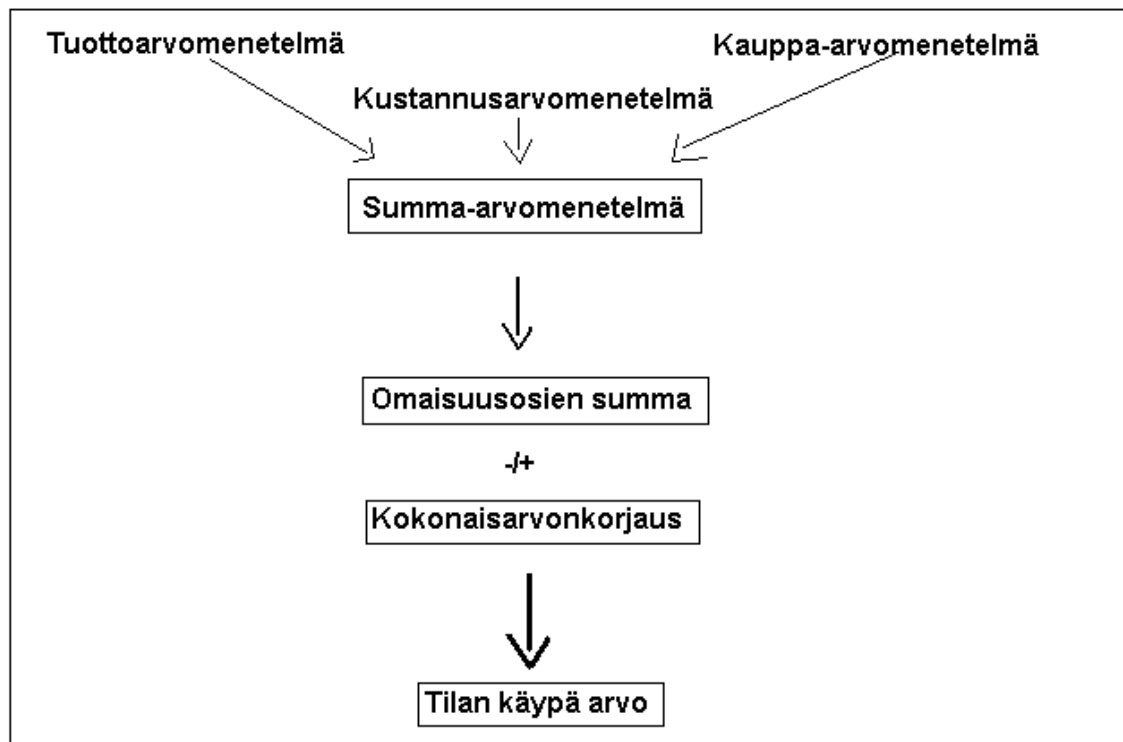 Tuottoarvomenetelmä
Kauppa-arvomenetelmä
Kustannusarvomenetelmä
Summa-arvomenetelmä
Omaisuusosien summa
-/+
Kokonaisarvonkorjaus
Tilan käypä arvo